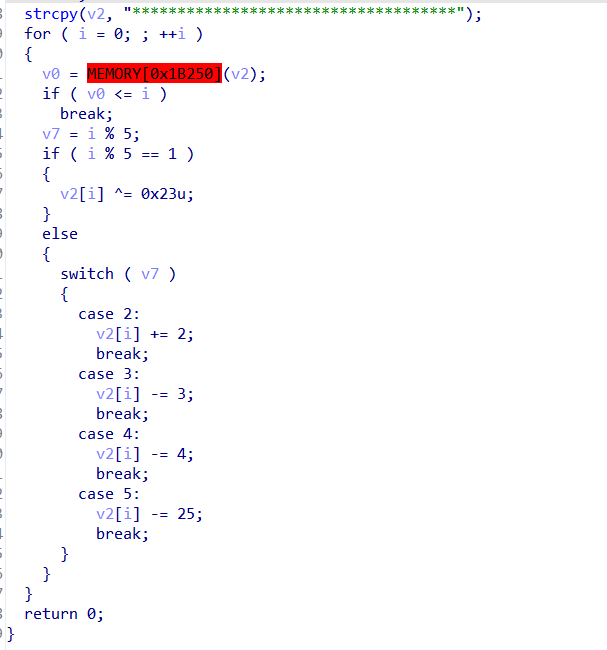 strcpy(v2, "************************************");
for ( i = 0; ; ++i )
{
v0 = MEMORY[0x1B250](v2);
if ( v0 <= i )
break;
v7 = i % 5;
if ( i % 5 == 1 )
{
v2[i] ^= 0x23u;
}
else
{
switch ( v7 )
{
case 2:
v2[i] += 2;
break;
case 3:
v2[i] -= 3;
break;
case 4:
v2[i] -= 4;
break;
case 5:
v2[i] -= 25;
break;
}
}
}
return 0;
}